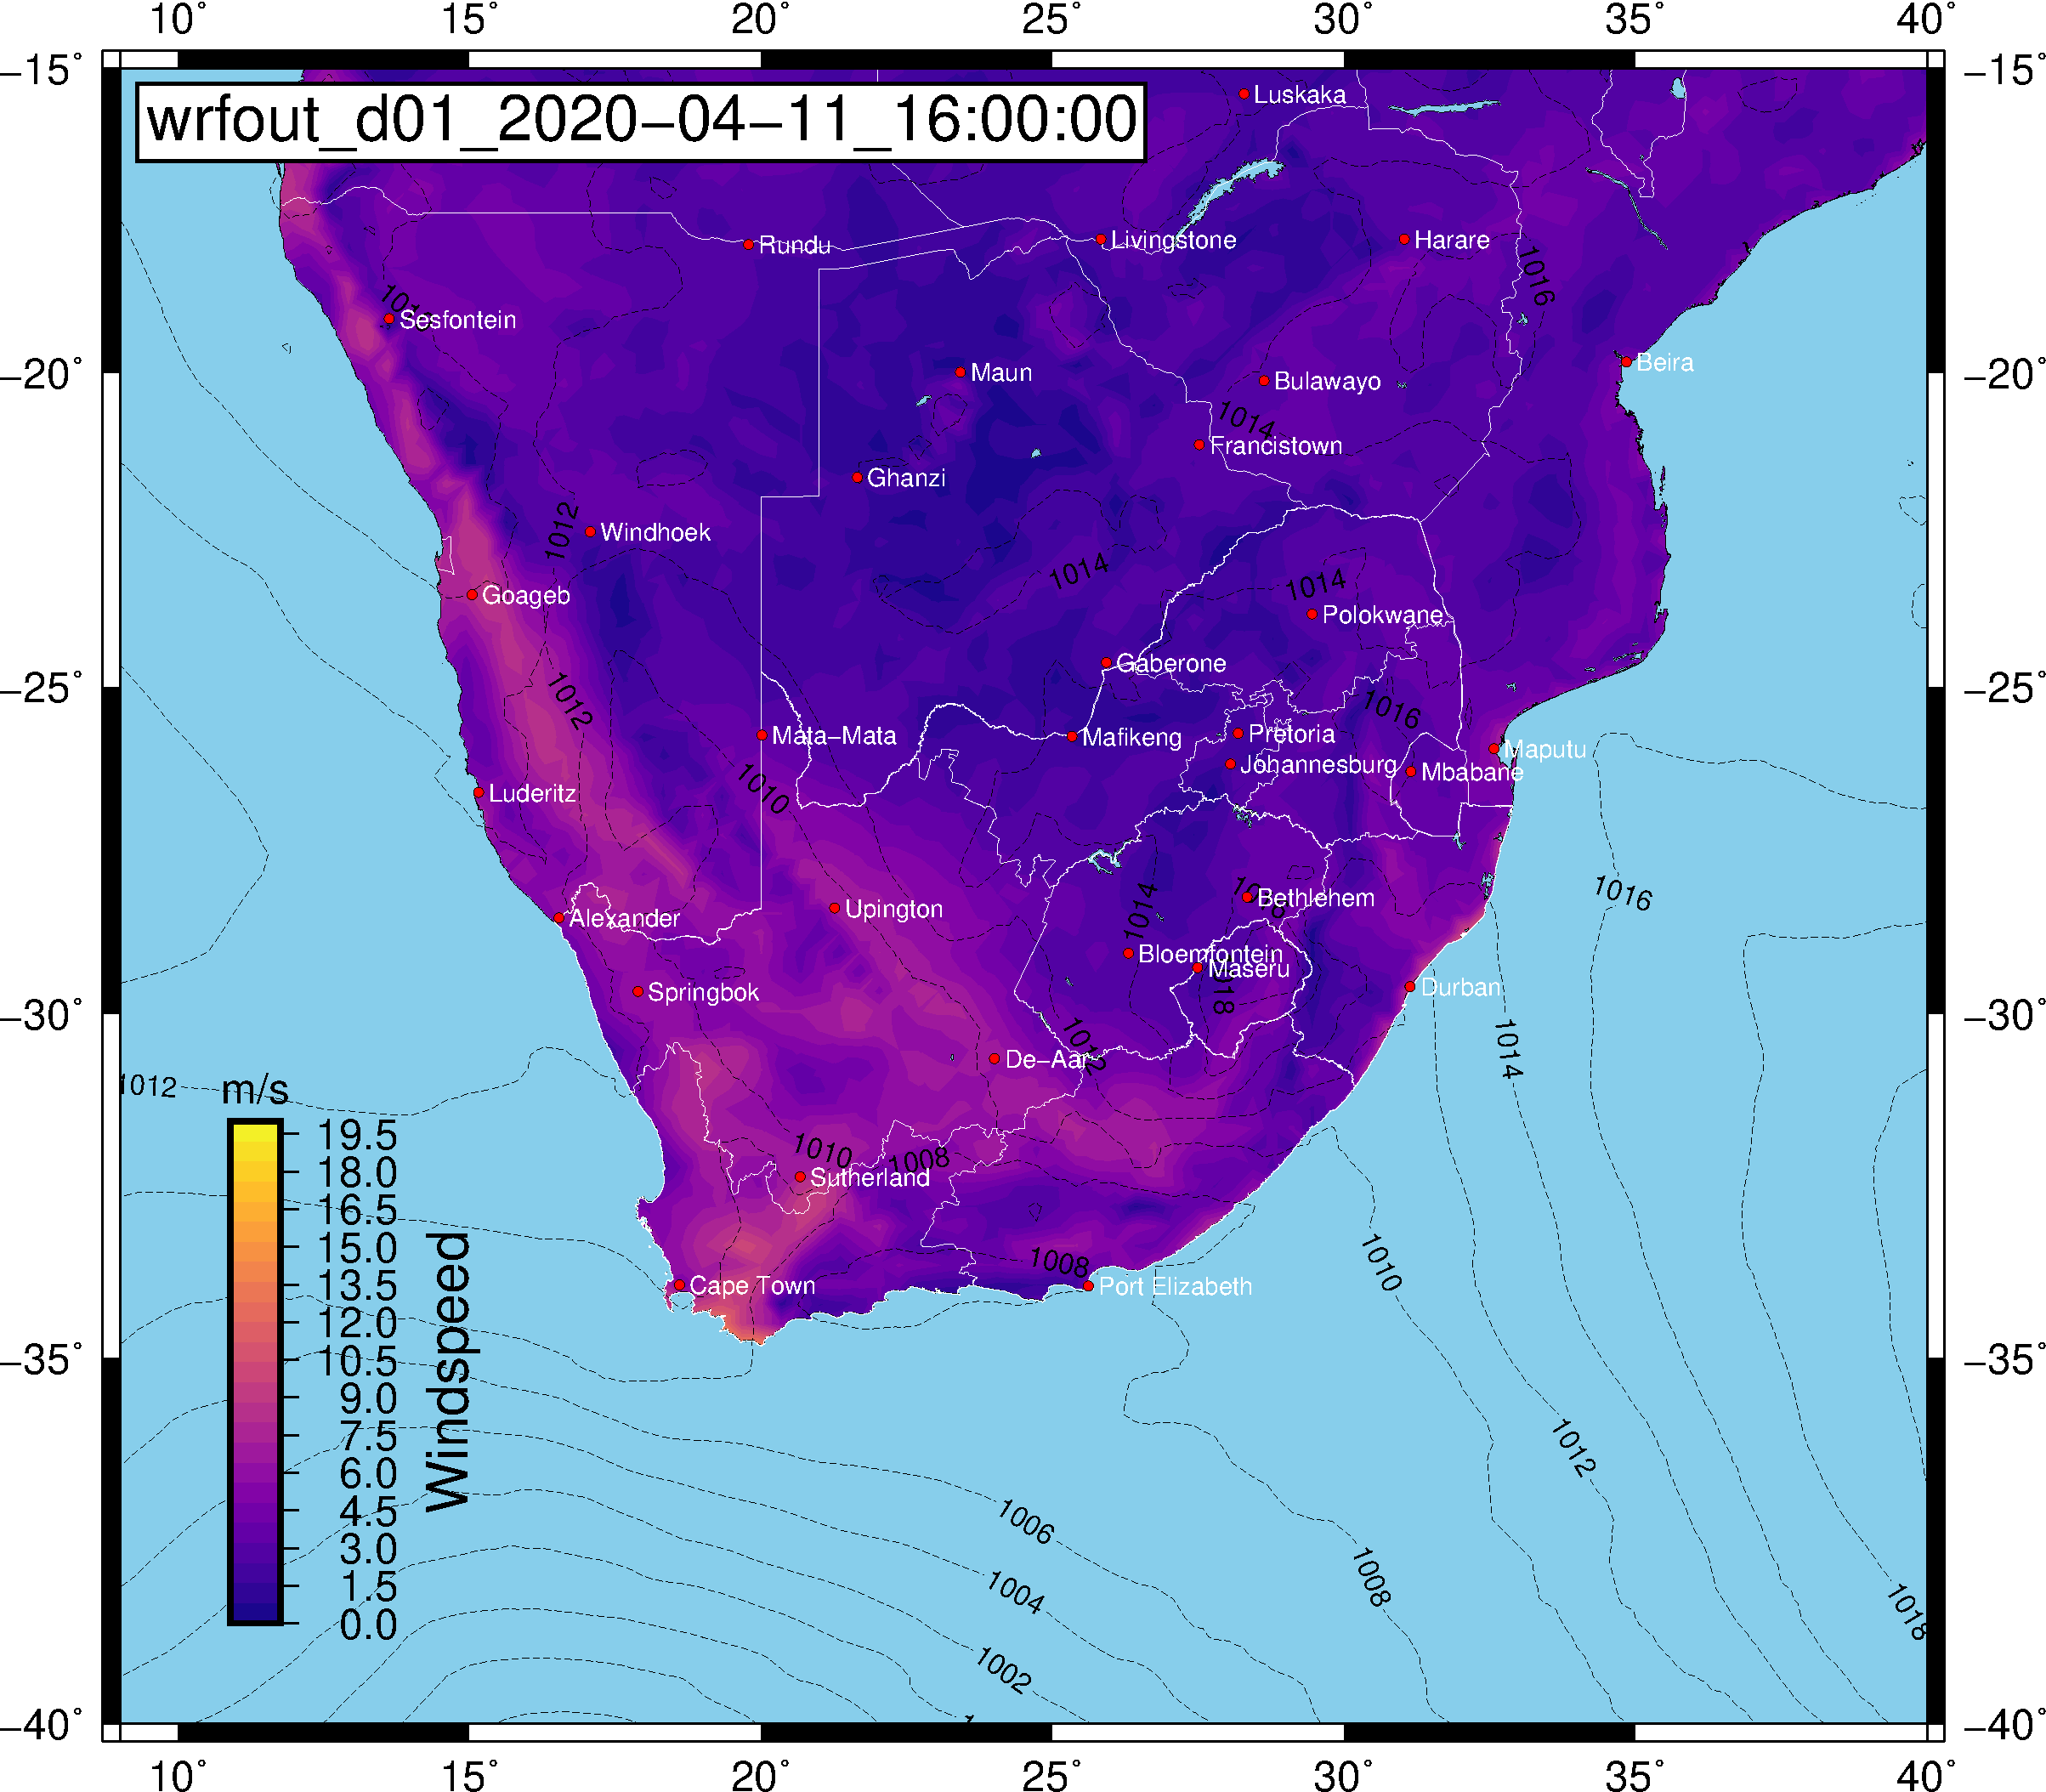 10° 15° 20° 25° 30° 35° 40°
−15° −15°
wrfout_d01_2020−04−11_16:00:00
Luskaka
Rundu
Livingstone
Harare
1016
Sesfontein
Maun
Bulawayo
Beira
−20° −20°
1014
Francistown
Ghanzi
1012
Windhoek
1014
1014
Goageb
Polokwane
Gaberone
−25° −25°
1012
1016
Mata−Mata
Mafikeng
Pretoria
Maputu
Johannesburg
Mbabane
1010
Luderitz
1016
Bethlehem
1014
Upington
Alexander
Bloemfontein
Maseru
1018
Springbok
Durban
−30° −30°
1012
1014
De−Aar
1012
m/s
1010
1008
Sutherland
1010
1008
Cape Town
Port Elizabeth
19.5
18.0
16.5
15.0
13.5
12.0
10.5
9.0
7.5
6.0
4.5
3.0
1.5
0.0
Windspeed
−35° −35°
1012
1006
1008
1004
1018
1002
−40° −40°
10° 15° 20° 25° 30° 35° 40°